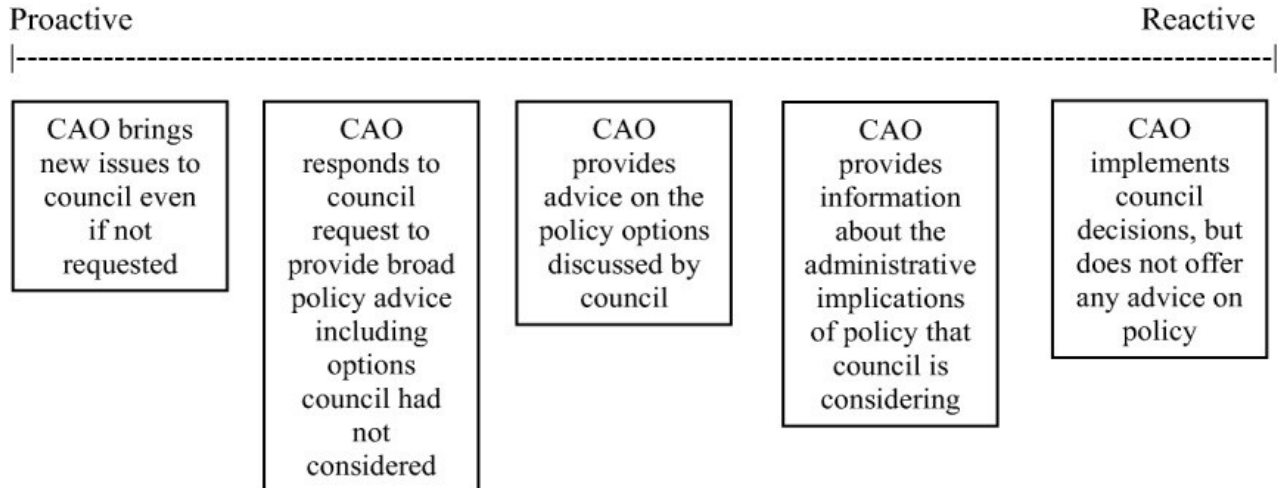 Proactive Reactive
CAO brings
new issues to
council even
if not
requested
CAO
responds to
council
request to
provide broad
policy advice
including
options
council had
not
considered
CAO
provides
advice on the
policy options
discussed by
council
CAO
provides
information
about the
administrative
implications
of policy that
council is
considering
CAO
implements
council
decisions, but
does not offer
any advice on
policy